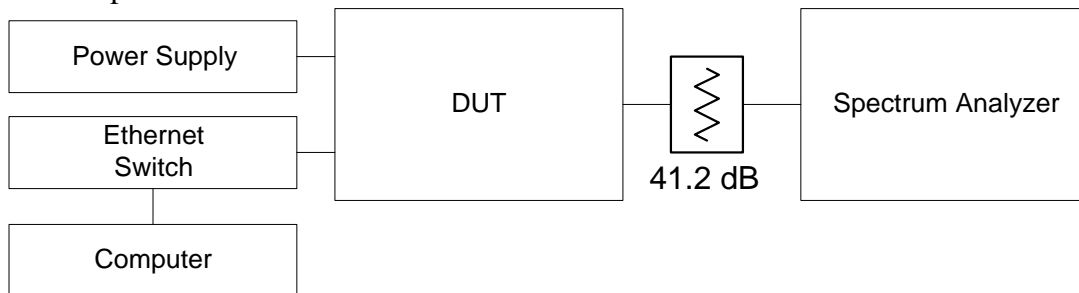 Power Supply
DUT
Spectrum Analyzer
Ethernet
Switch
41.2 dB
Computer